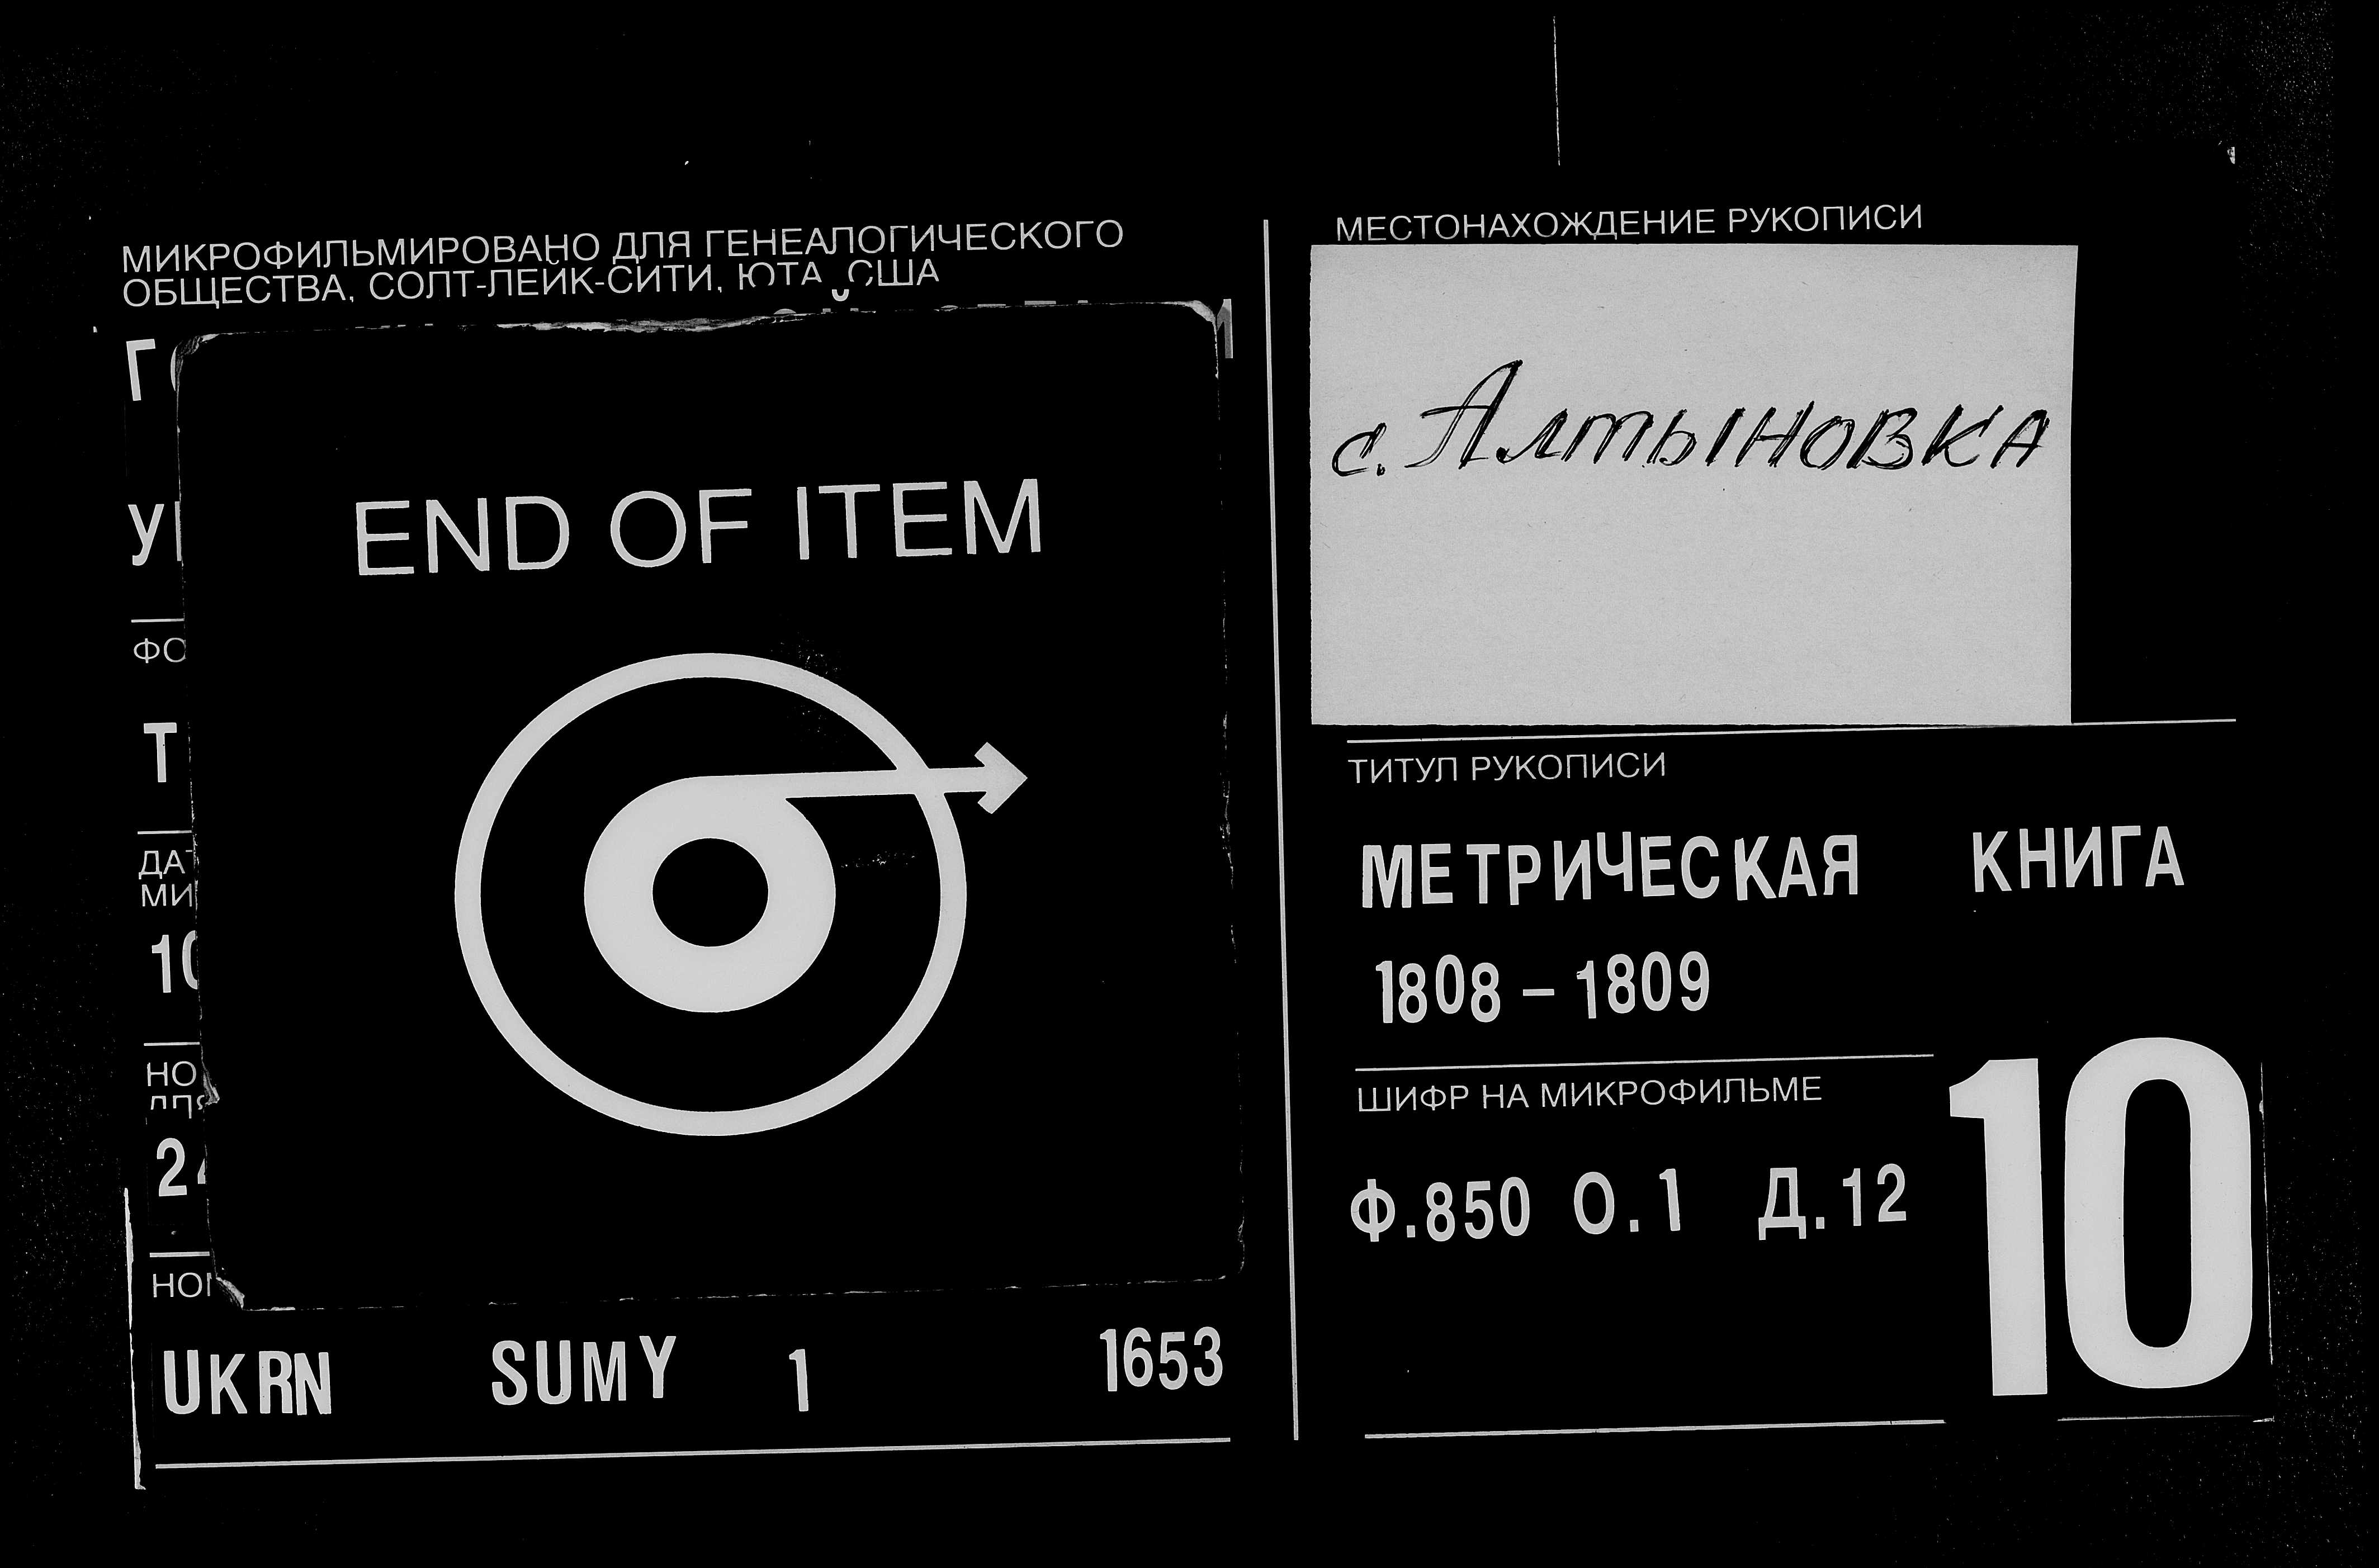 МИКРОФИЛЬМИРОВАНО ДЛЯ ГЕНЕАЛОГИЧЕСКОГО
ОБЩЕСТВА, СОЛТ-ЛЕЙК-СИТИ, ЮТА, США
END OF ITEM
UKRN SUMY 1 1653
МЕСТОНАХОЖДЕНИЕ РУКОПИСИ
с. Алтыновка
ТИТУЛ РУКОПИСИ
МЕТРИЧЕСКАЯ КНИГА
1808 – 1809
ШИФР НА МИКРОФИЛЬМЕ
Ф.850 О.1 Д.12
10